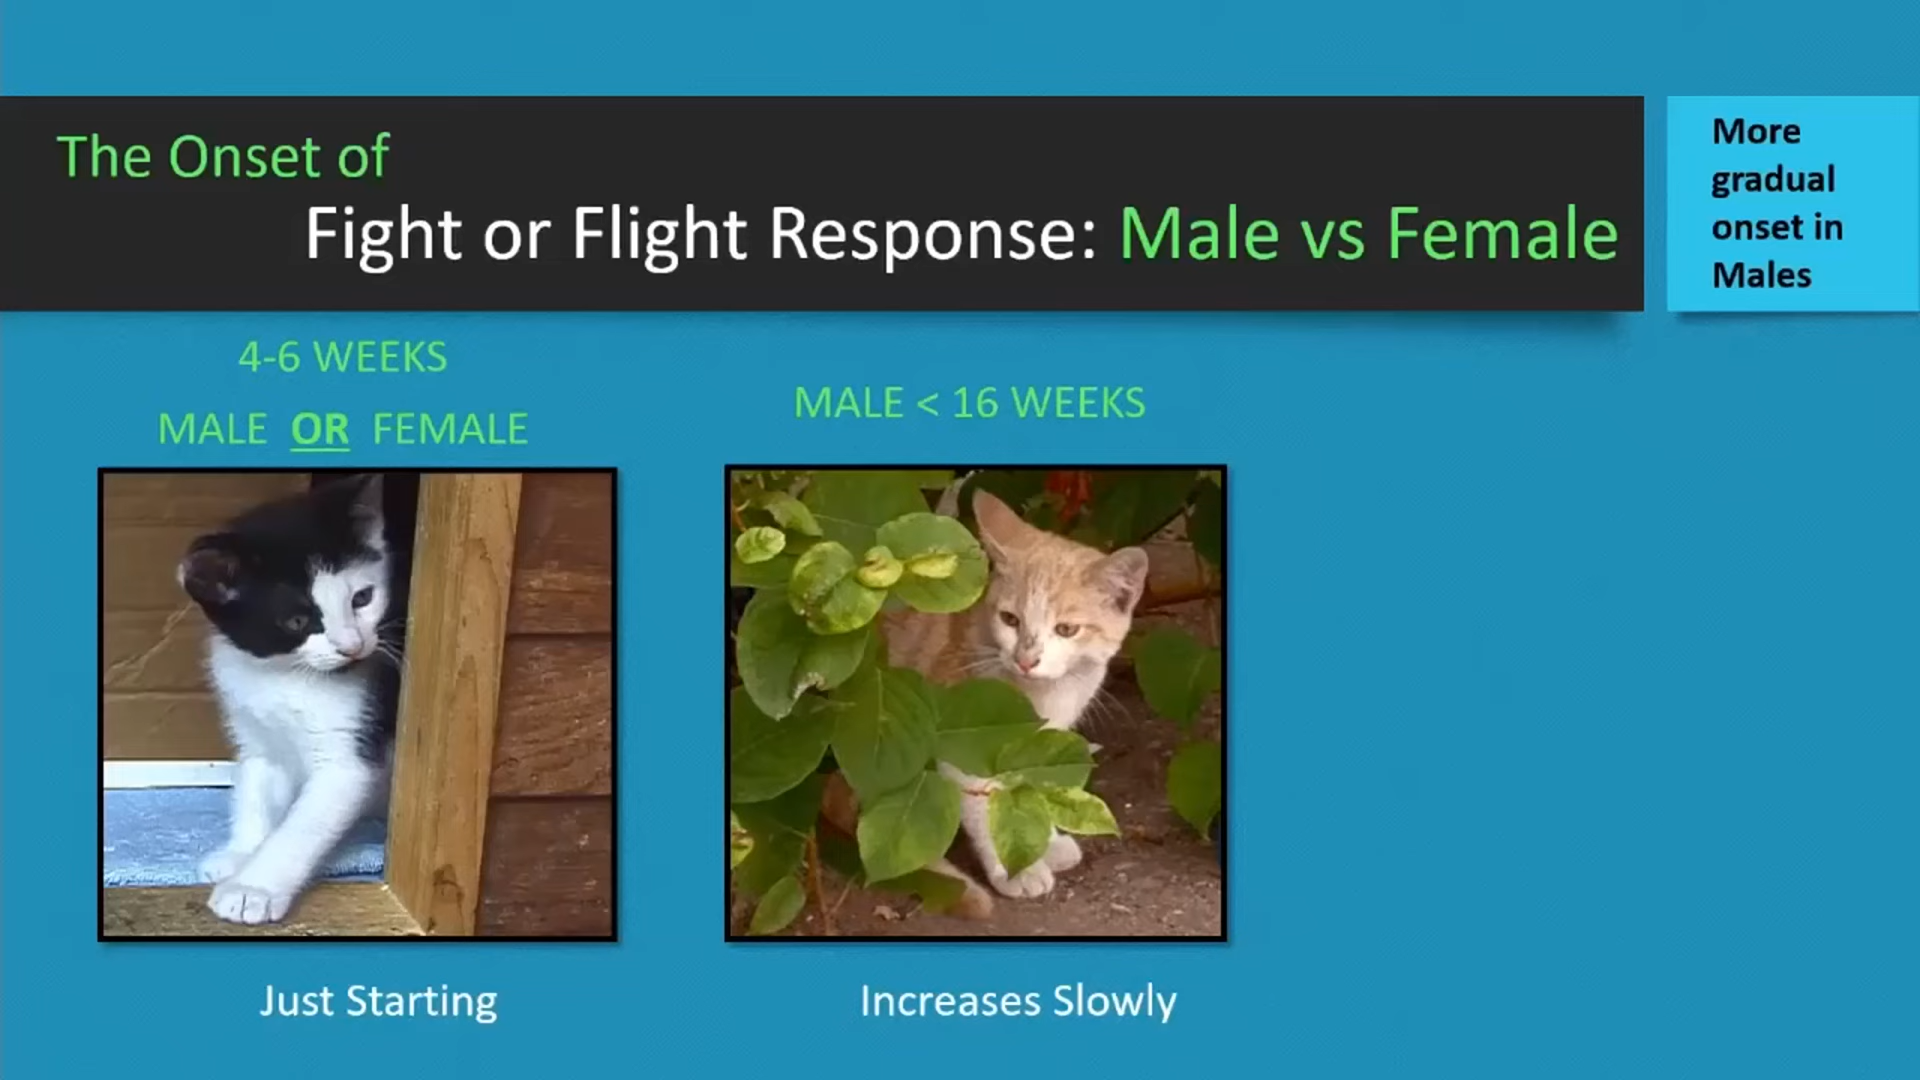 The Onset of
Fight or Flight Response: Male vs Female
More
gradual
onset in
Males
4-6 WEEKS
MALE OR FEMALE
MALE < 16 WEEKS
Just Starting
Increases Slowly